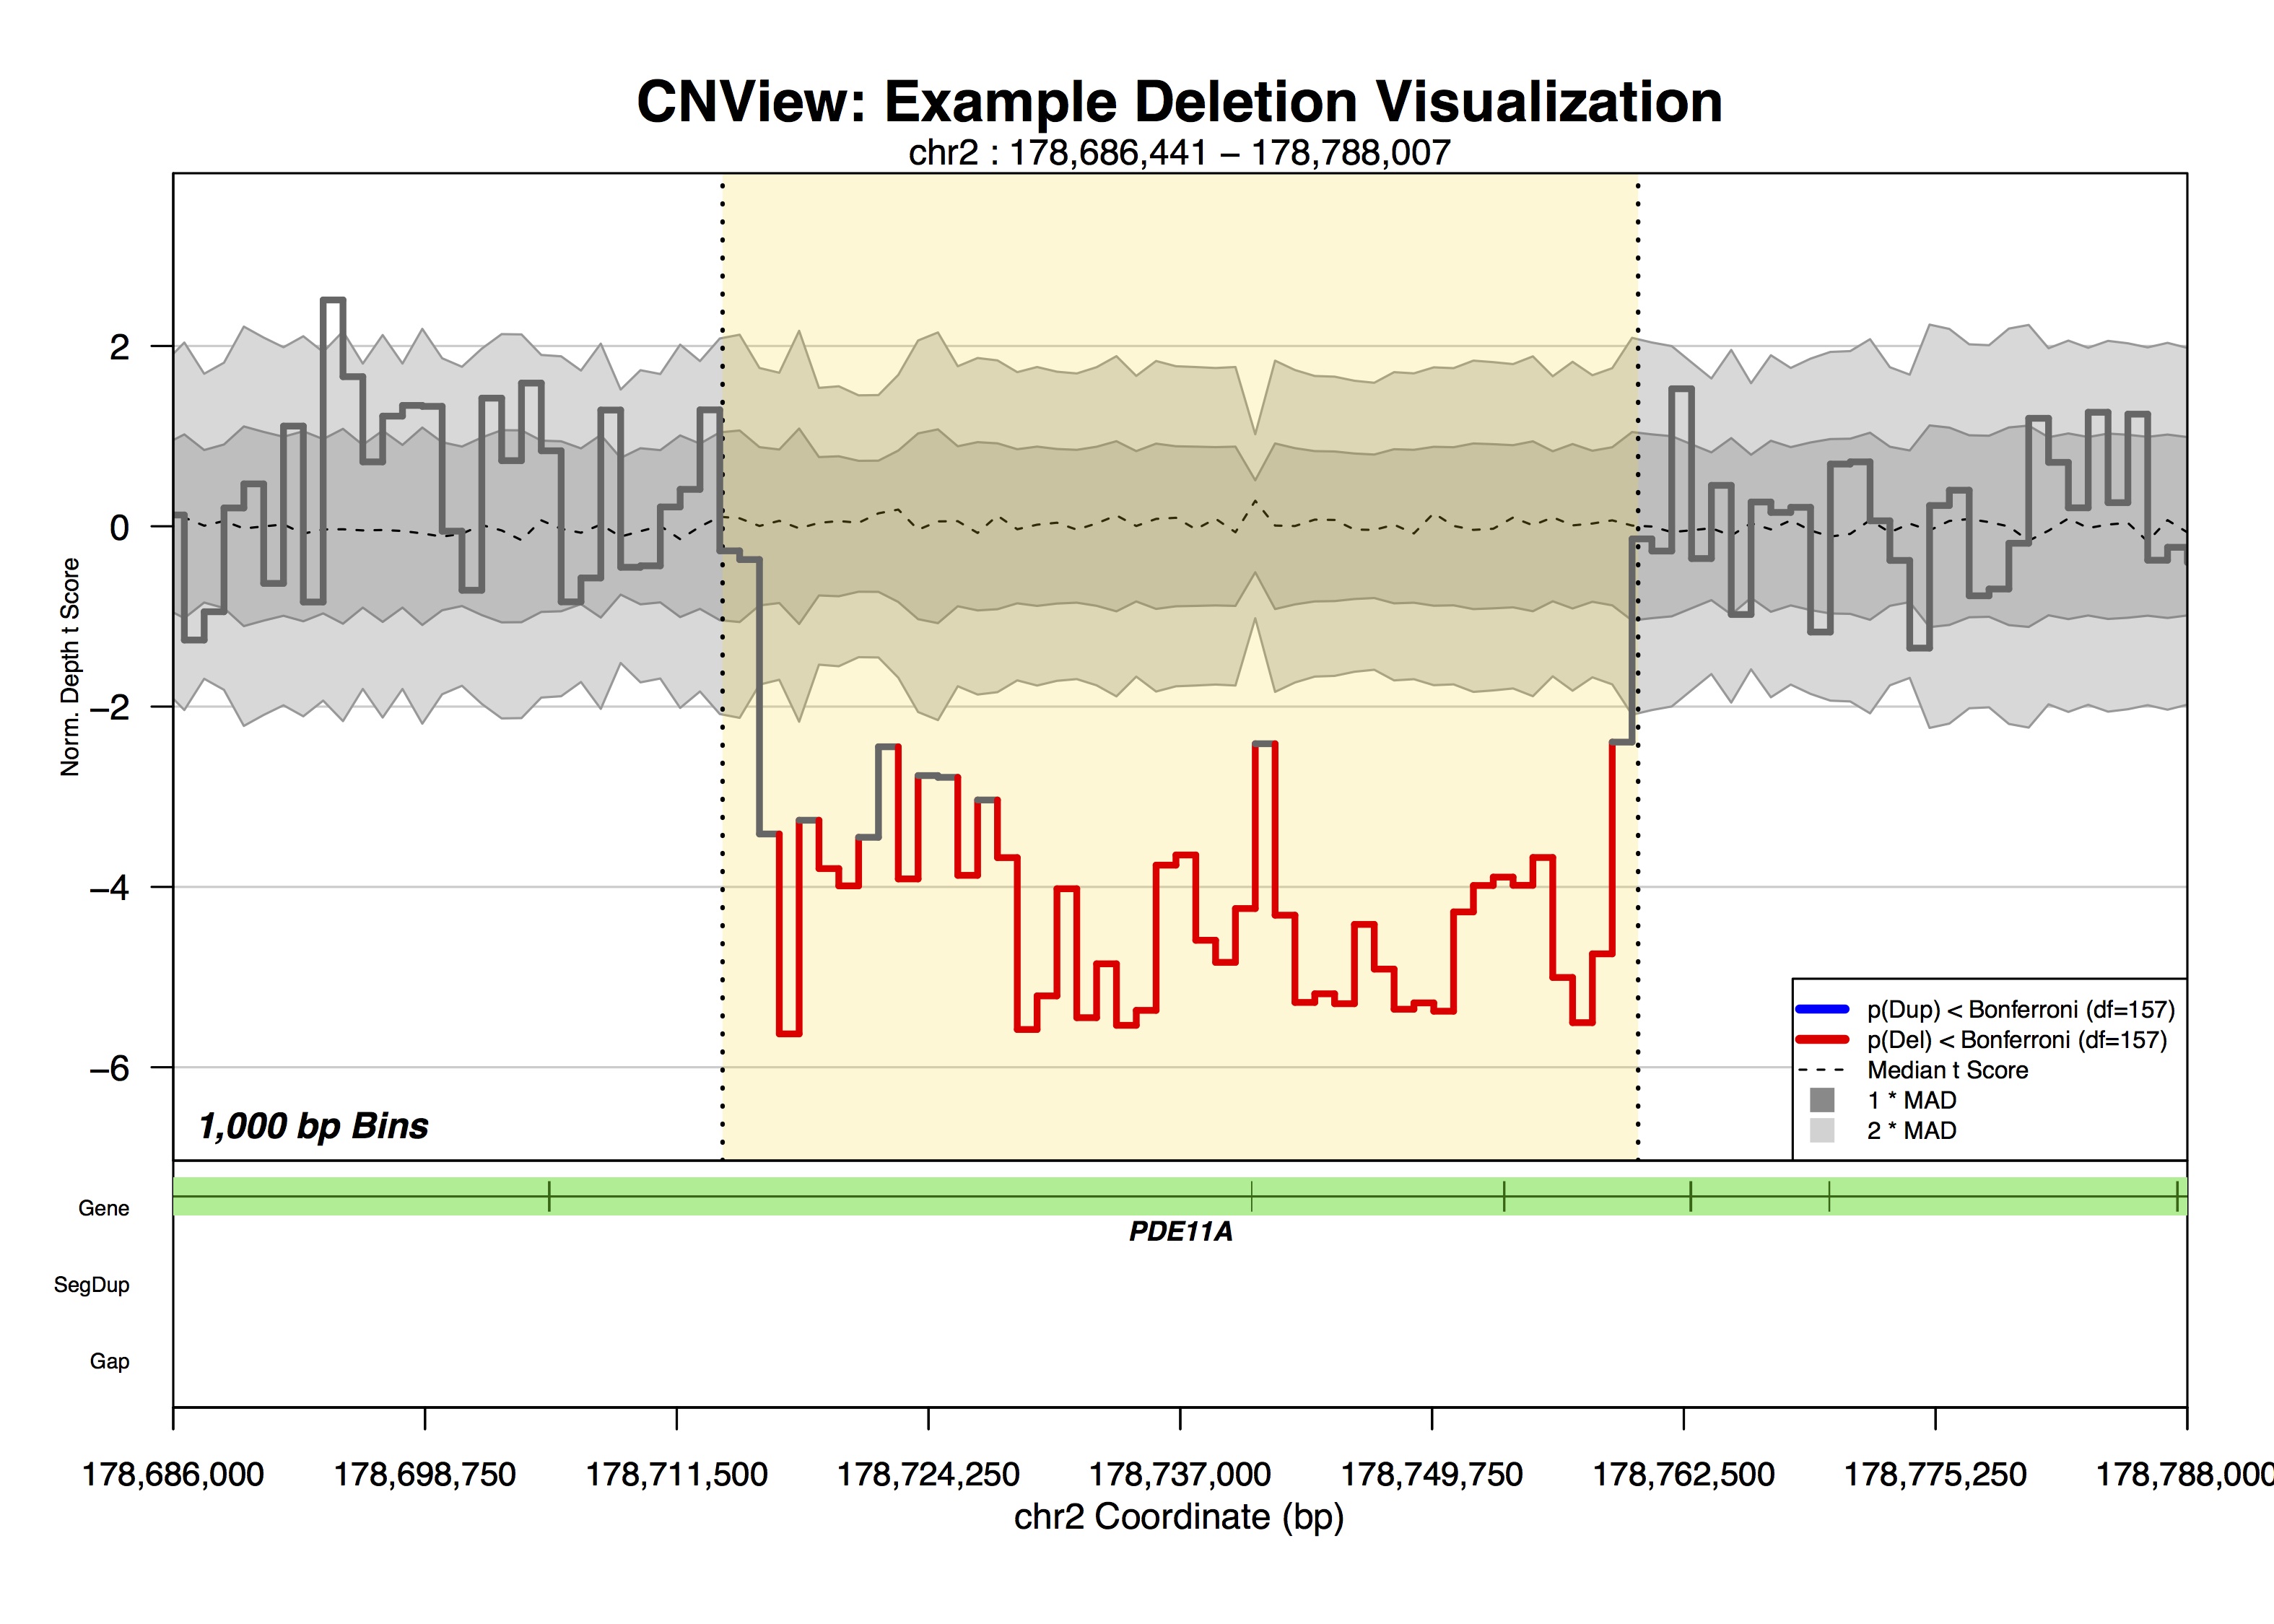 CNView: Example Deletion Visualization
chr2 : 178,686,441 – 178,788,007
Norm. Depth t Score
2
0
−2
−4
−6
1,000 bp Bins
p(Dup) < Bonferroni (df=157)
p(Del) < Bonferroni (df=157)
Median t Score
1 * MAD
2 * MAD
Gene
PDE11A
SegDup
Gap
178,686,000 178,698,750 178,711,500 178,724,250 178,737,000 178,749,750 178,762,500 178,775,250 178,788,000
chr2 Coordinate (bp)